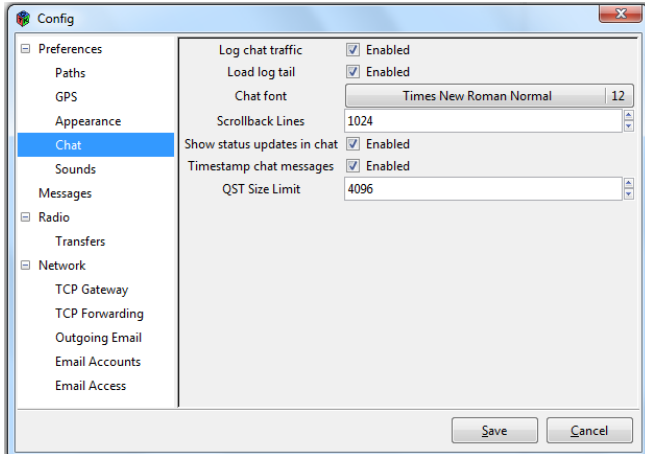 Config
Preferences
Paths
GPS
Appearance
Chat
Sounds
Messages
Radio
Transfers
Network
TCP Gateway
TCP Forwarding
Outgoing Email
Email Accounts
Email Access
Log chat traffic Enabled
Load log tail Enabled
Chat font Times New Roman Normal 12
Scrollback Lines 1024
Show status updates in chat Enabled
Timestamp chat messages Enabled
QST Size Limit 4096
Save Cancel